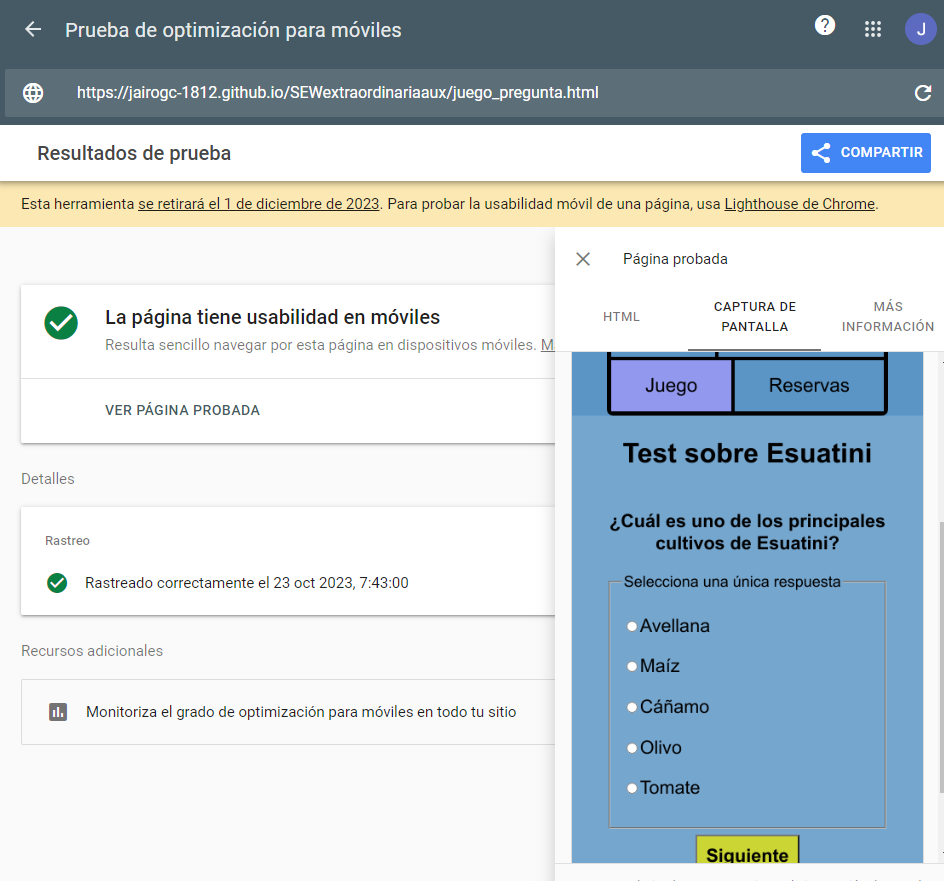 Prueba de optimización para móviles
?
J
https://jairogc-1812.github.io/SEWextraordinariaaux/juego_pregunta.html
Resultados de prueba
COMPARTIR
Esta herramienta se retirará el 1 de diciembre de 2023. Para probar la usabilidad móvil de una página, usa Lighthouse de Chrome.
La página tiene usabilidad en móviles
Resulta sencillo navegar por esta página en dispositivos móviles. M
VER PÁGINA PROBADA
Detalles
Rastreo
Rastreado correctamente el 23 oct 2023, 7:43:00
Recursos adicionales
Monitoriza el grado de optimización para móviles en todo tu sitio
Página probada
HTML
CAPTURA DE
PANTALLA
MÁS
INFORMACIÓN
Juego
Reservas
Test sobre Esuatini
¿Cuál es uno de los principales
cultivos de Esuatini?
Selecciona una única respuesta
Avellana
Maíz
Cáñamo
Olivo
Tomate
Siguiente